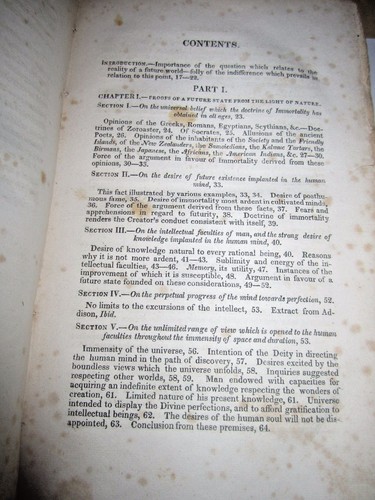 CONTENTS.
INTRODUCTION.—Importance of the question which relates to the
reality of a future world—folly of the indifference which prevails in
relation to this point, 17—22.
PART I.
CHAPTER I.—PROOFS OF A FUTURE STATE FROM THE LIGHT OF NATURE.
SECTION I.—On the universal belief which the doctrine of Immortality has
obtained in all ages, 23.
Opinions of the Greeks, Romans, Egyptians, Scythians, &c.—Doc-
trines of Zoroaster, 24. Of Socrates, 25. Allusions of the ancient
Poets, 26. Opinions of the inhabitants of the Society and the Friendly
Islands, of the New Zealanders, the Samoiedians, the Kalmuc Tartars, the
Birmans, the Japanese, the Africans, the American Indians, &c. 27—30.
Force of the argument in favour of immortality derived from these
opinions, 30—35.
SECTION II.—On the desire of future existence implanted in the human
mind, 33.
This fact illustrated by various examples, 33, 34. Desire of posthu-
mous fame, 35. Desire of immortality most ardent in cultivated minds,
36. Force of the argument derived from these facts, 37. Fears and
apprehensions in regard to futurity, 38. Doctrine of immortality
renders the Creator's conduct consistent with itself, 39.
SECTION III.—On the intellectual faculties of man, and the strong desire of
knowledge implanted in the human mind, 40.
Desire of knowledge natural to every rational being, 40. Reasons
why it is not more ardent, 41—43. Sublimity and energy of the in-
tellectual faculties, 43—46. Memory, its utility, 47. Instances of the
improvement of which it is susceptible, 48. Argument in favour of a
future state founded on these considerations, 49—52.
SECTION IV.—On the perpetual progress of the mind towards perfection, 52.
No limits to the excursions of the intellect, 53. Extract from Ad-
dison, Ibid.
SECTION V.—On the unlimited range of view which is opened to the human
faculties throughout the immensity of space and duration, 53.
Immensity of the universe, 56. Intention of the Deity in directing
the human mind in the path of discovery, 57. Desires excited by the
boundless views which the universe unfolds, 58. Inquiries suggested
respecting other worlds, 58, 59. Man endowed with capacities for
acquiring an indefinite extent of knowledge respecting the wonders of
creation, 61. Limited nature of his present knowledge, 61. Universe
intended to display the Divine perfections, and to afford gratification to
intellectual beings, 62. The desires of the human soul will not be dis-
appointed, 63. Conclusion from these premises, 64.